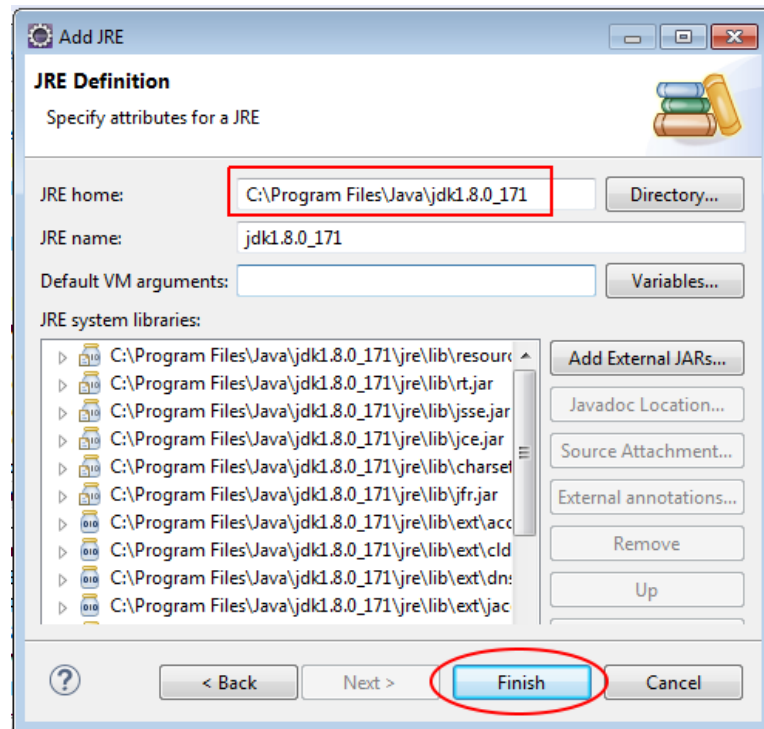 Add JRE
JRE Definition
Specify attributes for a JRE
JRE home: C:\Program Files\Java\jdk1.8.0_171 Directory...
JRE name: jdk1.8.0_171
Default VM arguments: Variables...
JRE system libraries:
C:\Program Files\Java\jdk1.8.0_171\jre\lib\resourc
C:\Program Files\Java\jdk1.8.0_171\jre\lib\rt.jar
C:\Program Files\Java\jdk1.8.0_171\jre\lib\jsse.jar
C:\Program Files\Java\jdk1.8.0_171\jre\lib\jce.jar
C:\Program Files\Java\jdk1.8.0_171\jre\lib\charset
C:\Program Files\Java\jdk1.8.0_171\jre\lib\jfr.jar
C:\Program Files\Java\jdk1.8.0_171\jre\lib\ext\acc
C:\Program Files\Java\jdk1.8.0_171\jre\lib\ext\cld
C:\Program Files\Java\jdk1.8.0_171\jre\lib\ext\dns
C:\Program Files\Java\jdk1.8.0_171\jre\lib\ext\jac
Add External JARs...
Javadoc Location...
Source Attachment...
External annotations...
Remove
Up
? < Back Next > Finish Cancel